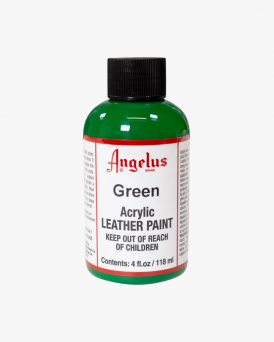 Angelus
Green
Acrylic
LEATHER PAINT
KEEP OUT OF REACH
OF CHILDREN
Contents: 4 fl.oz/118 ml